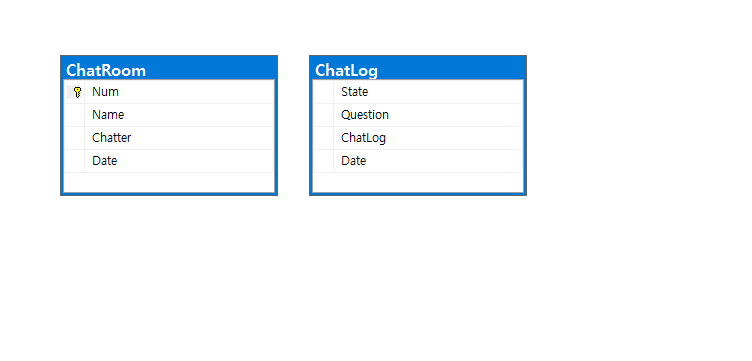 ChatRoom
Num
Name
Chatter
Date
ChatLog
State
Question
ChatLog
Date